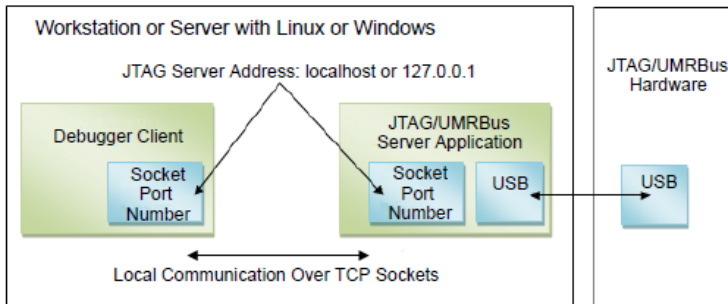 Workstation or Server with Linux or Windows
JTAG Server Address: localhost or 127.0.0.1
JTAG/UMRBus
Hardware
Debugger Client
JTAG/UMRBus
Server Application
Socket
Port
Number
Socket
Port
Number
USB
USB
Local Communication Over TCP Sockets